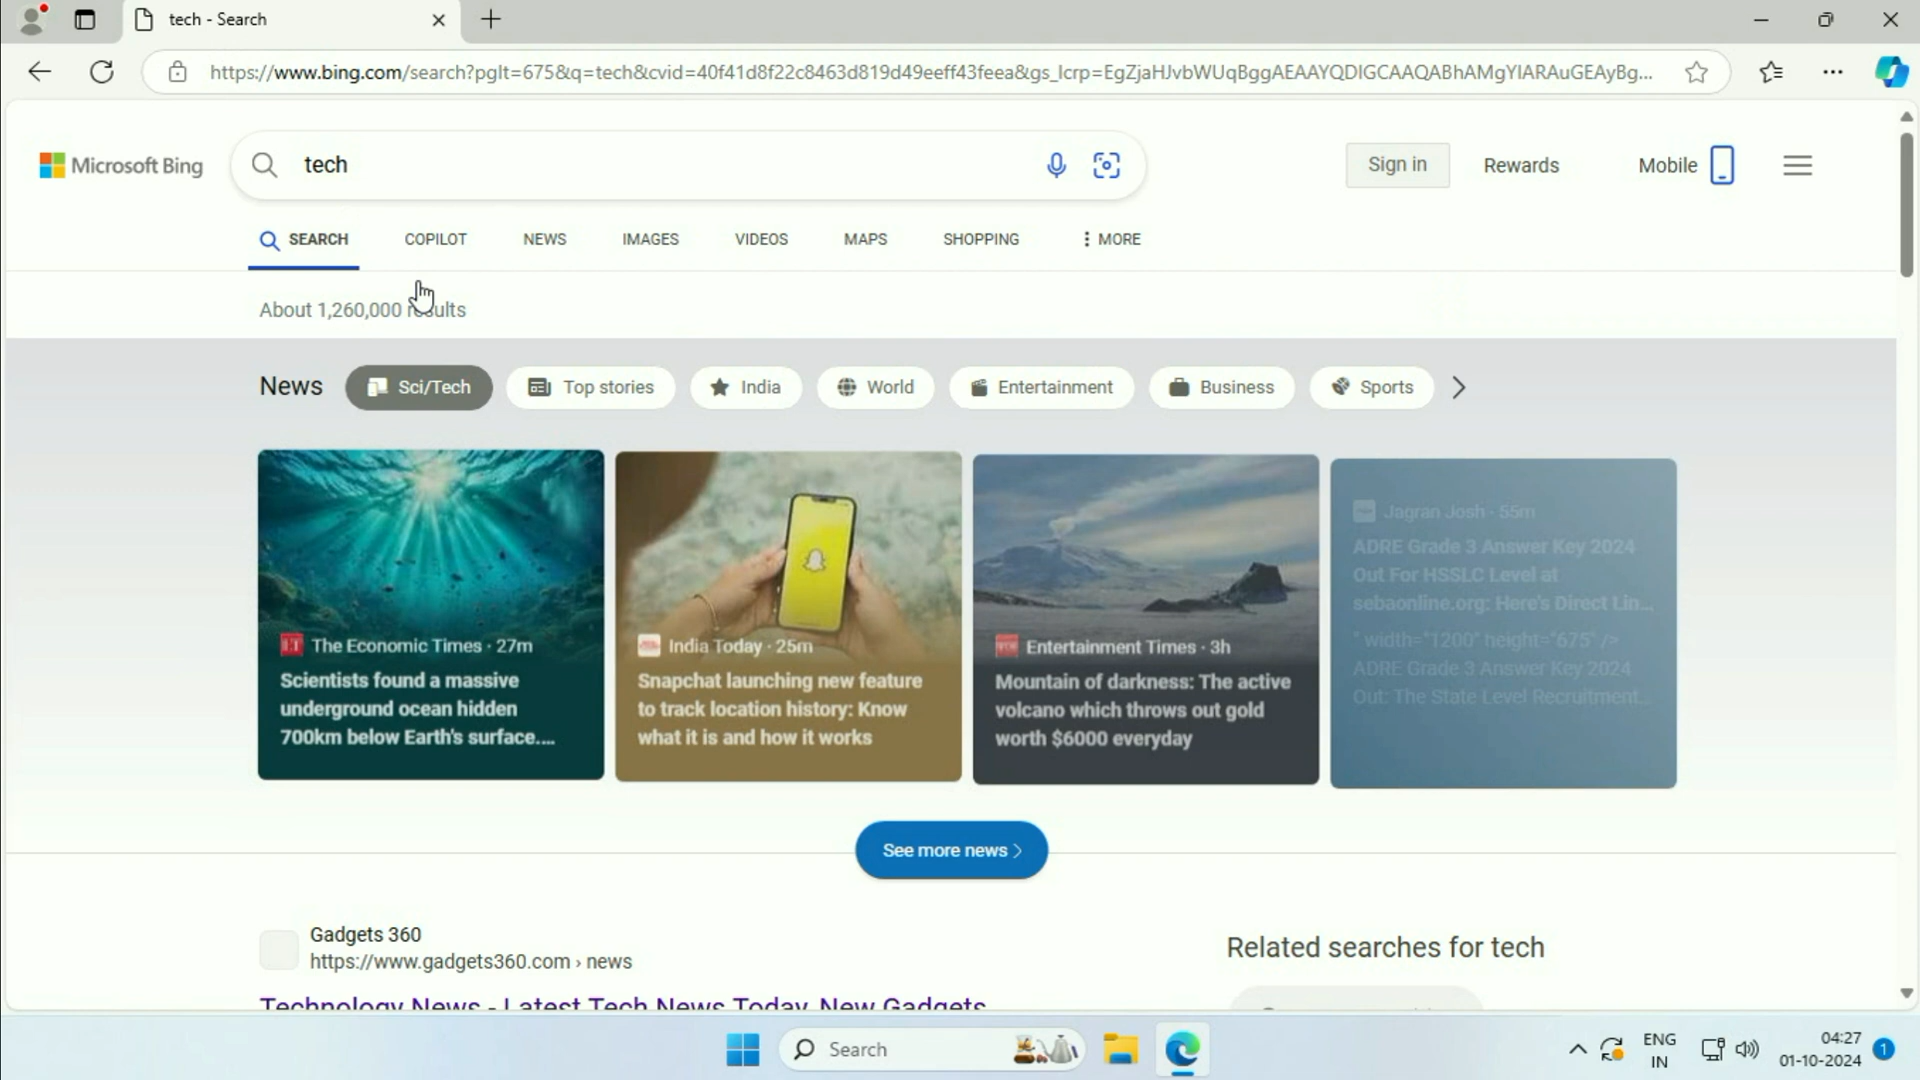 tech - Search
https://www.bing.com/search?pglt=675&q=tech&cvid=40f41d8f22c8463d819d49eeff43feea&gs_lcrp=EgZjaHJvbWUqBggAEAAYQDIGCAAQABhAMgYIARAuGEAyBg...
Microsoft Bing
tech
Sign in
Rewards
Mobile
SEARCH
COPILOT
NEWS
IMAGES
VIDEOS
MAPS
SHOPPING
MORE
About 1,260,000 results
News
Sci/Tech
Top stories
India
World
Entertainment
Business
Sports
The Economic Times · 27m
Scientists found a massive
underground ocean hidden
700km below Earth's surface....
India Today · 25m
Snapchat launching new feature
to track location history: Know
what it is and how it works
Entertainment Times · 3h
Mountain of darkness: The active
volcano which throws out gold
worth $6000 everyday
Jagran Josh · 55m
ADRE Grade 3 Answer Key 2024
Out For HSSLC Level at
sebaonline.org: Here's Direct Lin...
" width="1200" height="675" />
ADRE Grade 3 Answer Key 2024
Out: The State Level Recruitment...
See more news
Gadgets 360
https://www.gadgets360.com › news
Technology News - Latest Tech News Today, New Gadgets
Related searches for tech
Search
ENG
IN
04:27
01-10-2024
1